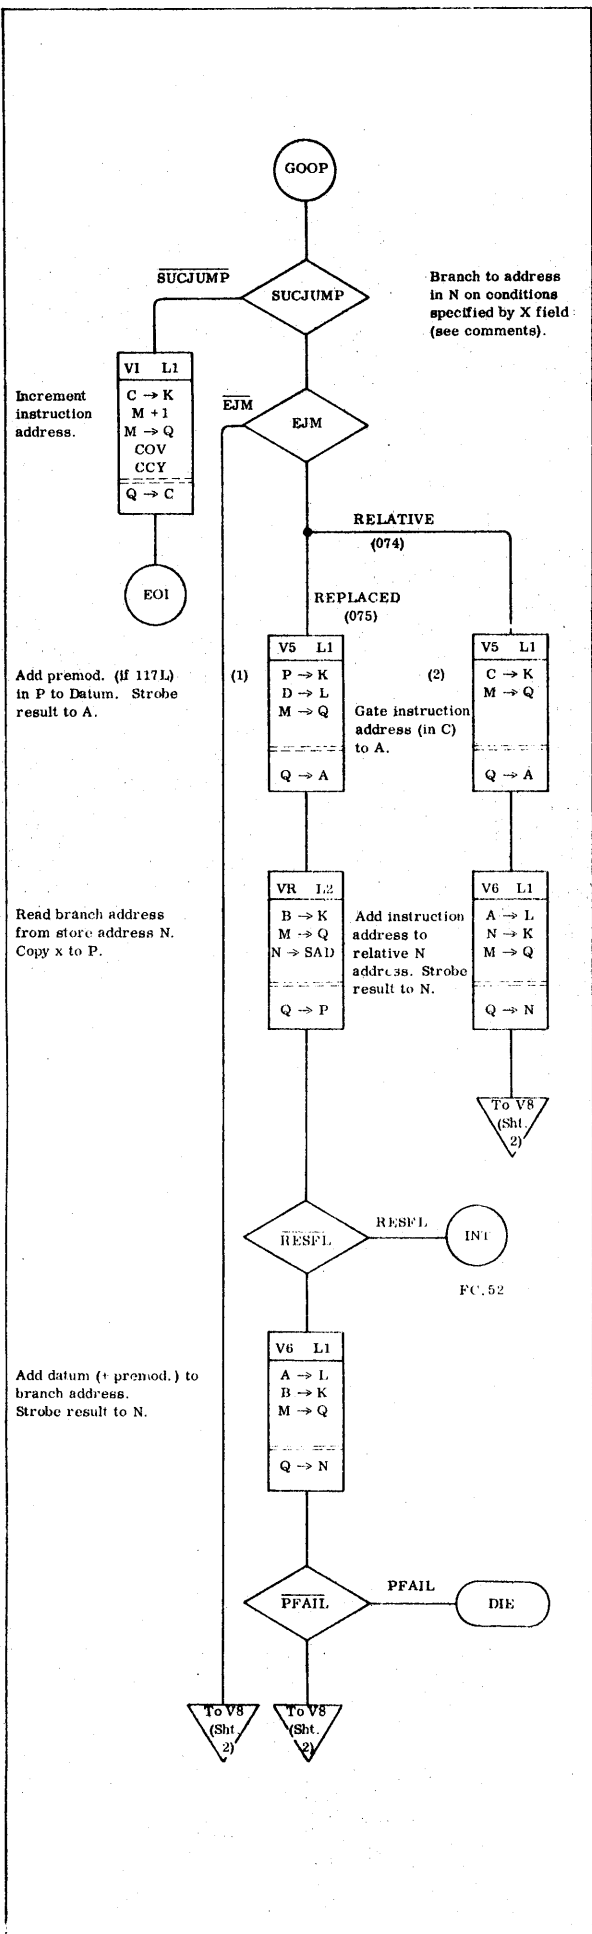 GOOP
SUCJUMP
SUCJUMP
Branch to address
in N on conditions
specified by X field
(see comments).
V1 L1
C → K
M + 1
M → Q
COV
CCY
Q → C
Increment
instruction
address.
EJM
EJM
EOI
RELATIVE
(074)
REPLACED
(075)
Add premod. (if 117L)
in P to Datum. Strobe
result to A.
(1)
V5 L1
P → K
D → L
M → Q
Q → A
Gate instruction
address (in C)
to A.
(2)
V5 L1
C → K
M → Q
Q → A
Read branch address
from store address N.
Copy x to P.
VR L2
B → K
M → Q
N → SAD
Q → P
Add instruction
address to
relative N
address. Strobe
result to N.
V6 L1
A → L
N → K
M → Q
Q → N
To V8
(Sht.
2)
RESFL
RESFL
INT
FC.52
Add datum (+ premod.) to
branch address.
Strobe result to N.
V6 L1
A → L
B → K
M → Q
Q → N
PFAIL
PFAIL
DIE
To V8
(Sht.
2)
To V8
(Sht.
2)